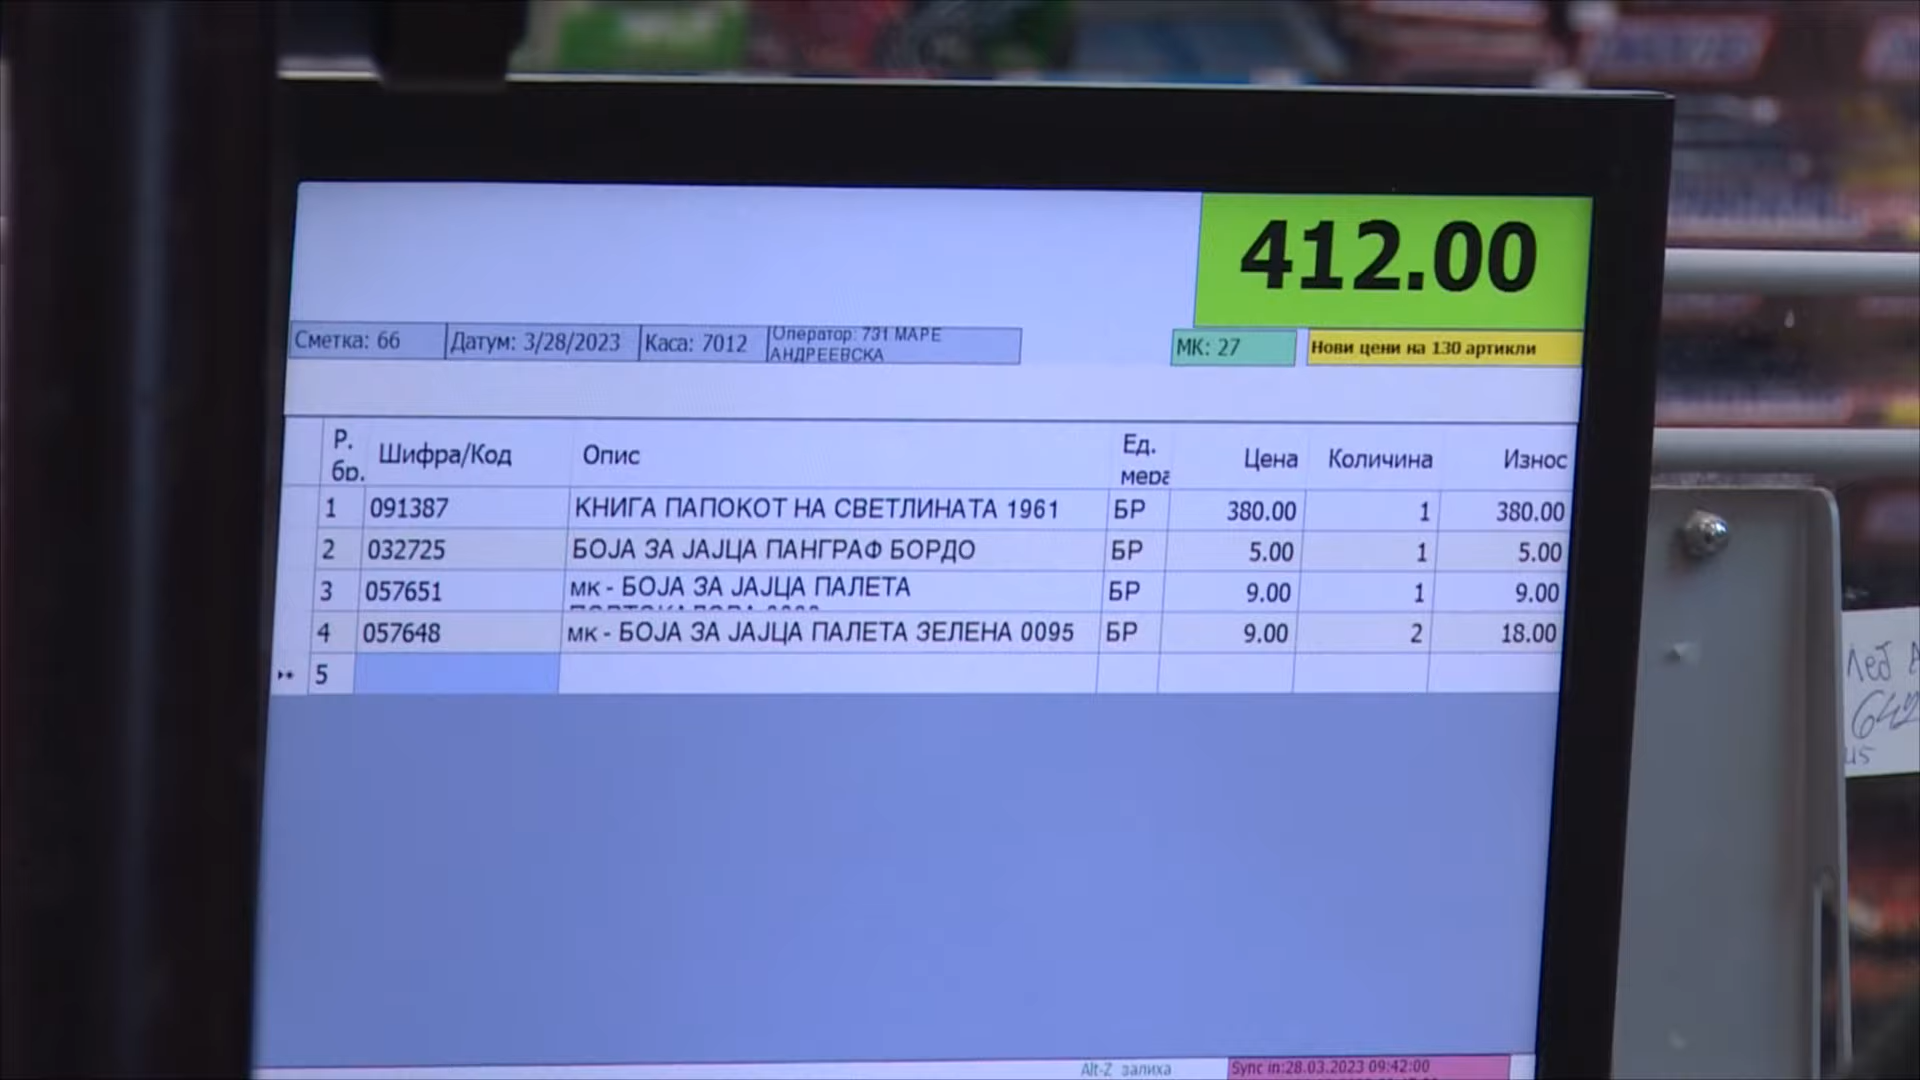 412.00
Сметка: 66 Датум: 3/28/2023 Каса: 7012 Оператор: 731 МАРЕ
АНДРЕЕВСКА
МК: 27 Нови цени на 130 артикли
Р.
бр. Шифра/Код Опис Ед.
мера Цена Количина Износ
1 091387 КНИГА ПАПОКОТ НА СВЕТЛИНАТА 1961 БР 380.00 1 380.00
2 032725 БОЈА ЗА ЈАЈЦА ПАНГРАФ БОРДО БР 5.00 1 5.00
3 057651 мк - БОЈА ЗА ЈАЈЦА ПАЛЕТА БР 9.00 1 9.00
4 057648 мк - БОЈА ЗА ЈАЈЦА ПАЛЕТА ЗЕЛЕНА 0095 БР 9.00 2 18.00
5
Alt-Z залиха Sync in:28.03.2023 09:42:00